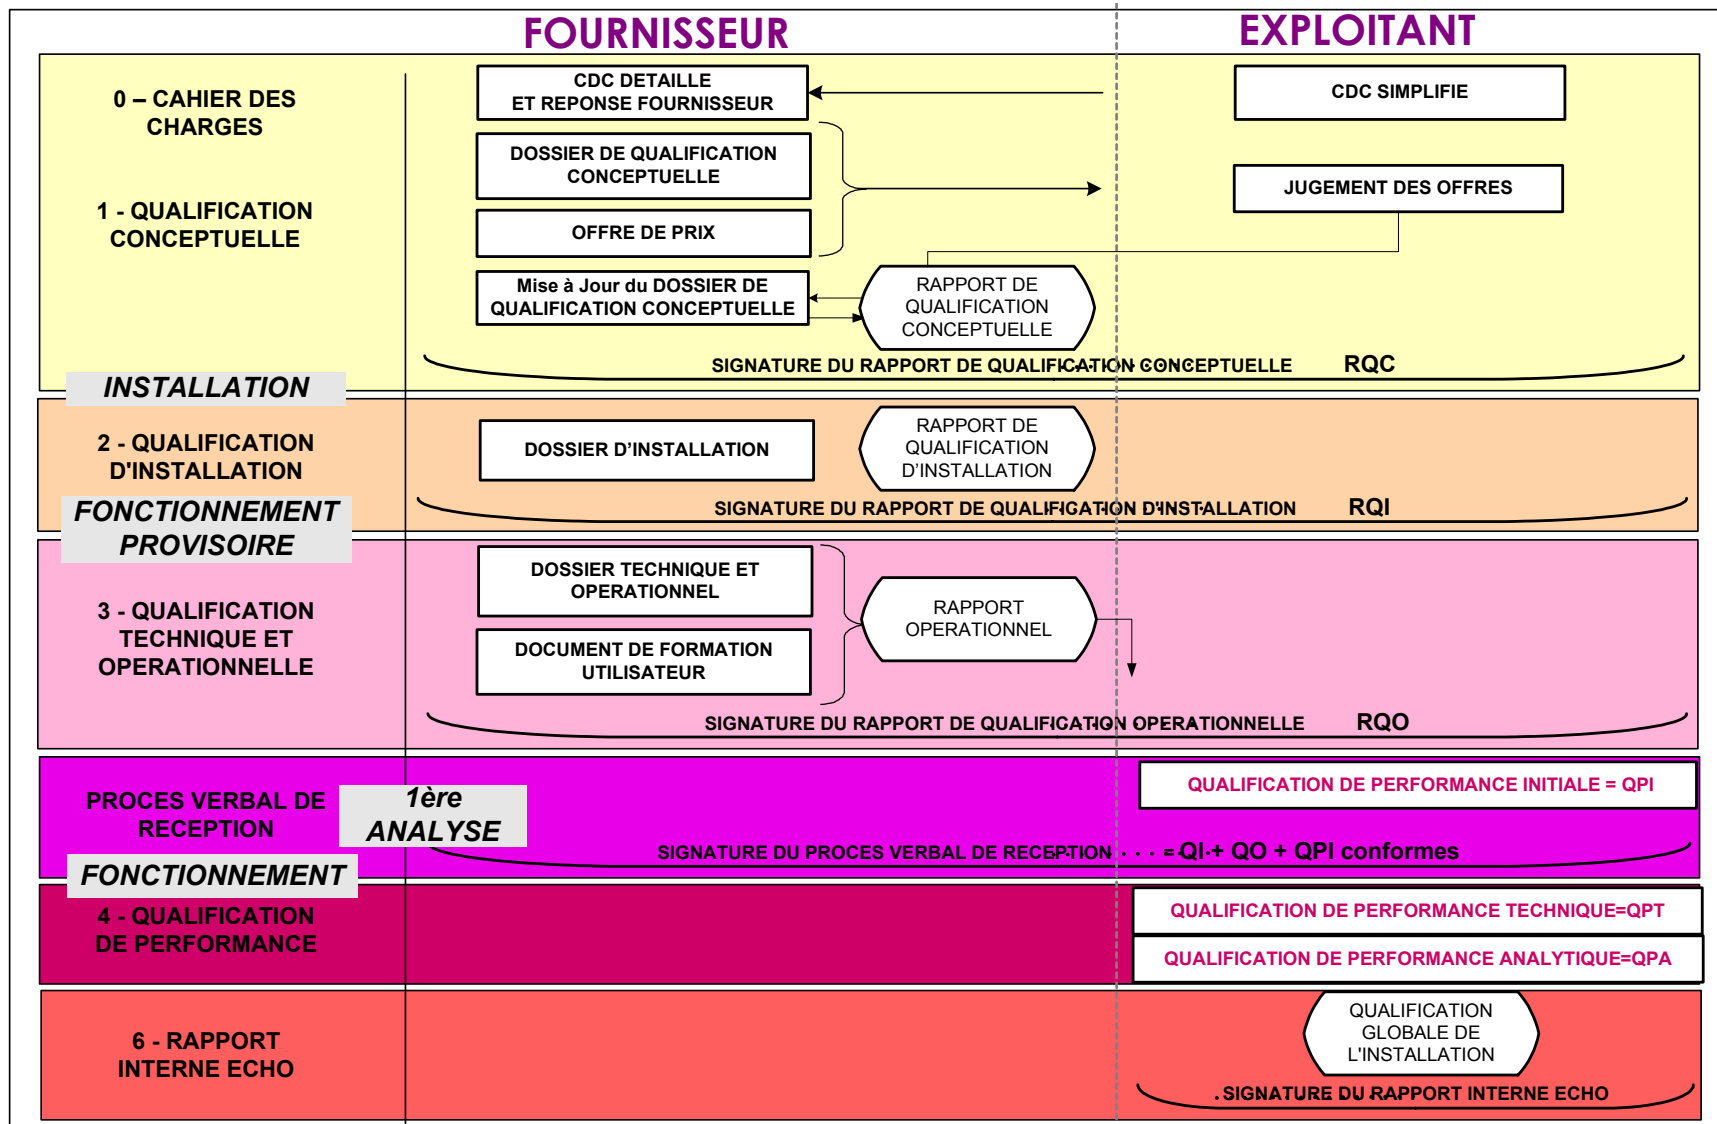 FOURNISSEUR
EXPLOITANT
0 – CAHIER DES
CHARGES
CDC DETAILLE
ET REPONSE FOURNISSEUR
CDC SIMPLIFIE
DOSSIER DE QUALIFICATION
CONCEPTUELLE
1 - QUALIFICATION
CONCEPTUELLE
JUGEMENT DES OFFRES
OFFRE DE PRIX
Mise à Jour du DOSSIER DE
QUALIFICATION CONCEPTUELLE
RAPPORT DE
QUALIFICATION
CONCEPTUELLE
SIGNATURE DU RAPPORT DE QUALIFICATION CONCEPTUELLE RQC
INSTALLATION
2 - QUALIFICATION
D'INSTALLATION
DOSSIER D’INSTALLATION
RAPPORT DE
QUALIFICATION
D’INSTALLATION
SIGNATURE DU RAPPORT DE QUALIFICATION D'INSTALLATION RQI
FONCTIONNEMENT
PROVISOIRE
DOSSIER TECHNIQUE ET
OPERATIONNEL
3 - QUALIFICATION
TECHNIQUE ET
OPERATIONNELLE
RAPPORT
OPERATIONNEL
DOCUMENT DE FORMATION
UTILISATEUR
SIGNATURE DU RAPPORT DE QUALIFICATION OPERATIONNELLE RQO
PROCES VERBAL DE
RECEPTION
1ère
ANALYSE
QUALIFICATION DE PERFORMANCE INITIALE = QPI
SIGNATURE DU PROCES VERBAL DE RECEPTION = QI + QO + QPI conformes
FONCTIONNEMENT
4 - QUALIFICATION
DE PERFORMANCE
QUALIFICATION DE PERFORMANCE TECHNIQUE=QPT
QUALIFICATION DE PERFORMANCE ANALYTIQUE=QPA
6 - RAPPORT
INTERNE ECHO
QUALIFICATION
GLOBALE DE
L'INSTALLATION
SIGNATURE DU RAPPORT INTERNE ECHO